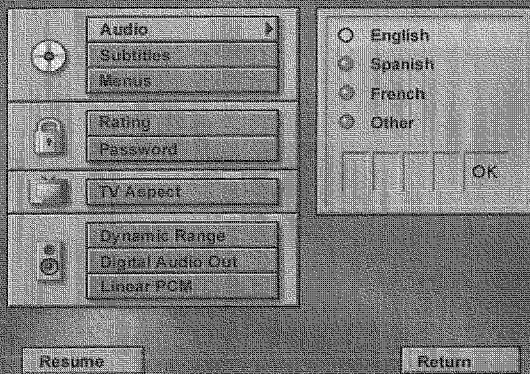 Audio
Subtitles
Menus
Rating
Password
TV Aspect
Dynamic Range
Digital Audio Out
Linear PCM
English
Spanish
French
Other
OK
Resume
Return